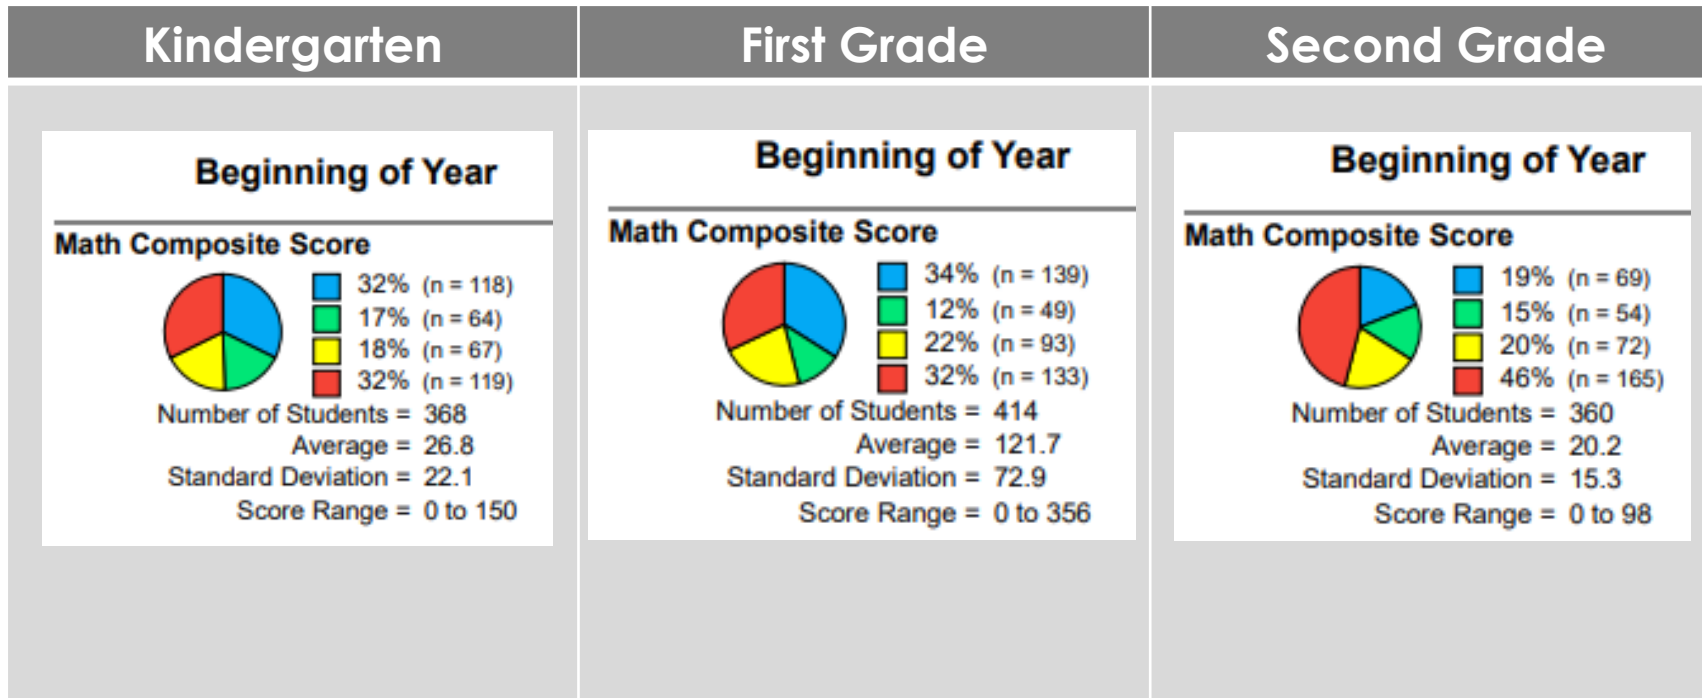 Kindergarten
First Grade
Second Grade
Beginning of Year
Math Composite Score
32% (n = 118)
17% (n = 64)
18% (n = 67)
32% (n = 119)
Number of Students = 368
Average = 26.8
Standard Deviation = 22.1
Score Range = 0 to 150
Beginning of Year
Math Composite Score
34% (n = 139)
12% (n = 49)
22% (n = 93)
32% (n = 133)
Number of Students = 414
Average = 121.7
Standard Deviation = 72.9
Score Range = 0 to 356
Beginning of Year
Math Composite Score
19% (n = 69)
15% (n = 54)
20% (n = 72)
46% (n = 165)
Number of Students = 360
Average = 20.2
Standard Deviation = 15.3
Score Range = 0 to 98